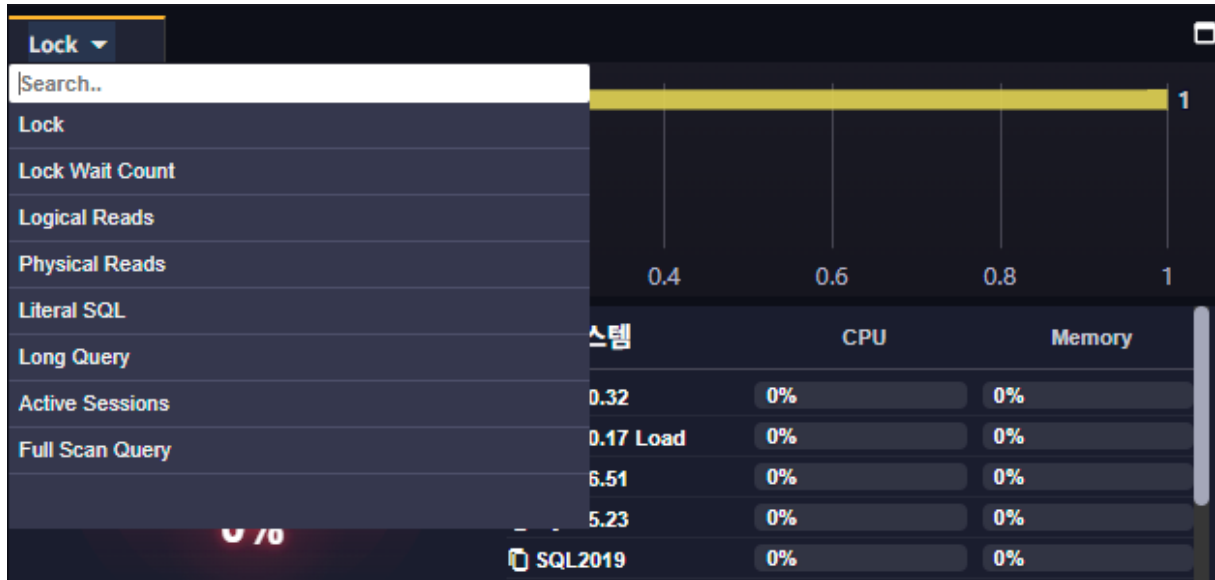 Lock
Search..
1
Lock
Lock Wait Count
Logical Reads
Physical Reads
0.4 0.6 0.8 1
Literal SQL
스템 CPU Memory
Long Query
Active Sessions
0.32 0% 0%
Full Scan Query
0.17 Load 0% 0%
6.51 0% 0%
5.23 0% 0%
0%
SQL2019 0% 0%